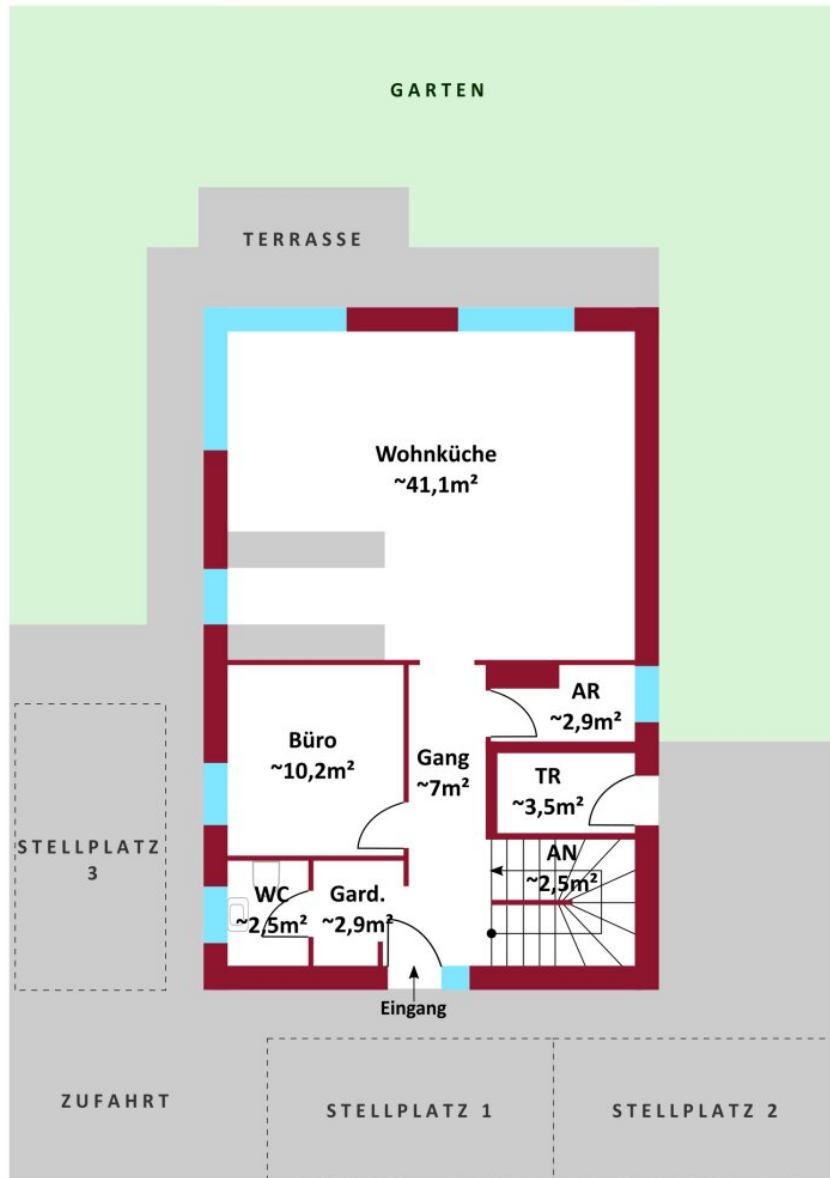 GARTEN
TERRASSE
Wohnküche
~41,1m²
AR
~2,9m²
Büro
~10,2m²
Gang
~7m²
TR
~3,5m²
STELLPLATZ
3
AN
~2,5m²
WC
~2,5m²
Gard.
~2,9m²
Eingang
ZUFAHRT
STELLPLATZ 1
STELLPLATZ 2